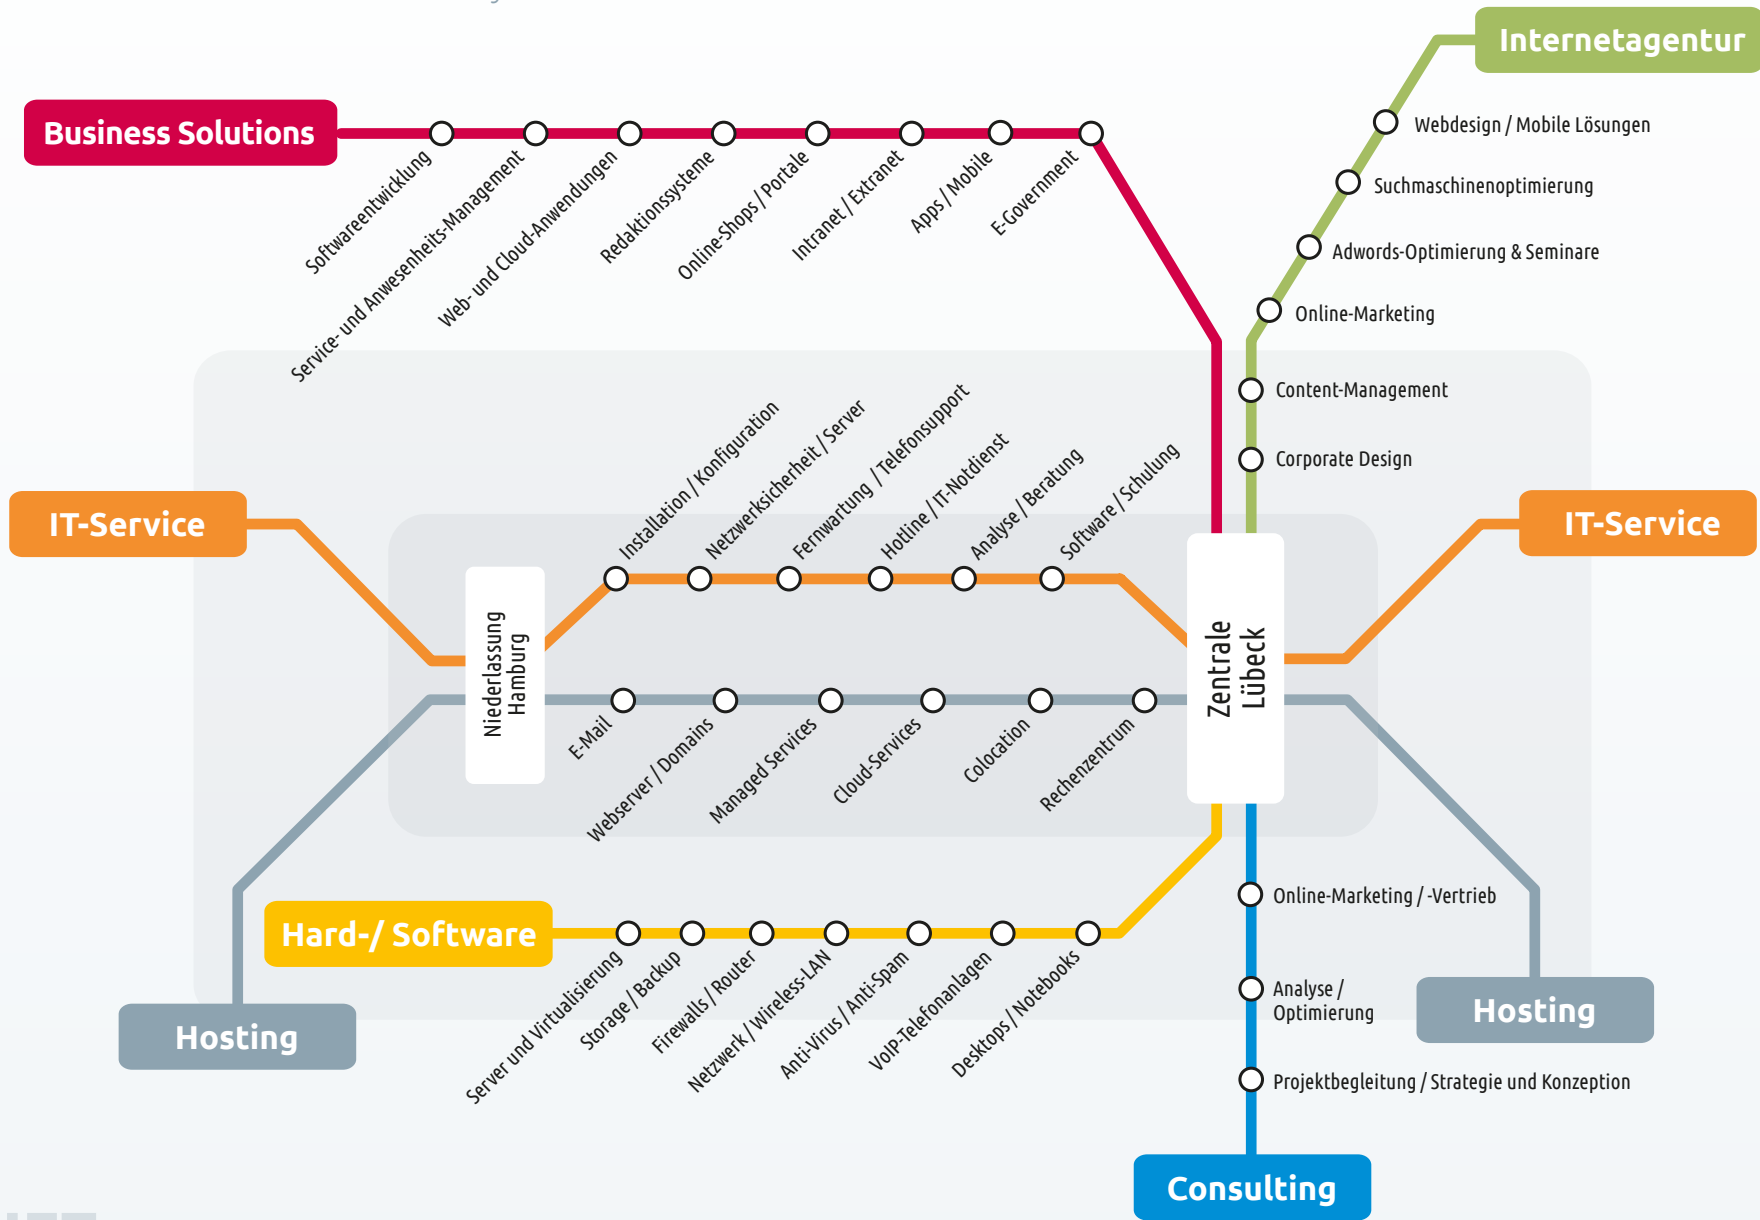 Internetagentur
Business Solutions
Softwareentwicklung
Service- und Anwesenheits-Management
Web- und Cloud-Anwendungen
Redaktionssysteme
Online-Shops / Portale
Intranet / Extranet
Apps / Mobile
E-Government
Webdesign / Mobile Lösungen
Suchmaschinenoptimierung
Adwords-Optimierung & Seminare
Online-Marketing
Content-Management
Corporate Design
IT-Service
Installation / Konfiguration
Netzwerksicherheit / Server
Fernwartung / Telefonsupport
Hotline / IT-Notdienst
Analyse / Beratung
Software / Schulung
IT-Service
Niederlassung
Hamburg
Zentrale
Lübeck
E-Mail
Webserver / Domains
Managed Services
Cloud-Services
Colocation
Rechenzentrum
Hard-/ Software
Server und Virtualisierung
Storage / Backup
Firewalls / Router
Netzwerk / Wireless-LAN
Anti-Virus / Anti-Spam
VoIP-Telefonanlagen
Desktops / Notebooks
Online-Marketing / -Vertrieb
Analyse /
Optimierung
Projektbegleitung / Strategie und Konzeption
Hosting
Hosting
Consulting